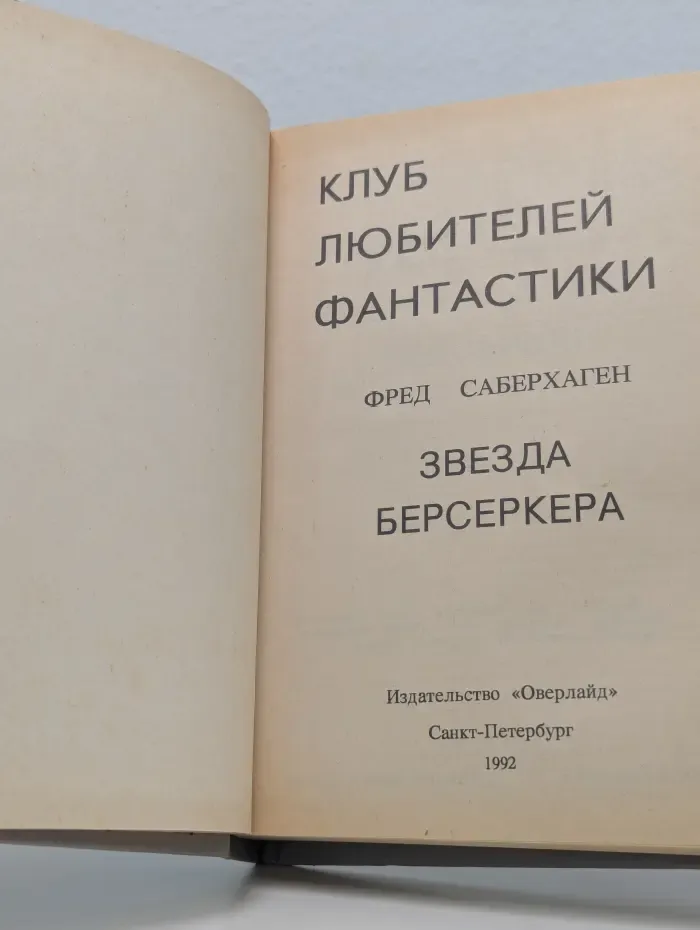 КЛУБ
ЛЮБИТЕЛЕЙ
ФАНТАСТИКИ
ФРЕД САБЕРХАГЕН
ЗВЕЗДА
БЕРСЕРКЕРА
Издательство «Оверлайд»
Санкт-Петербург
1992